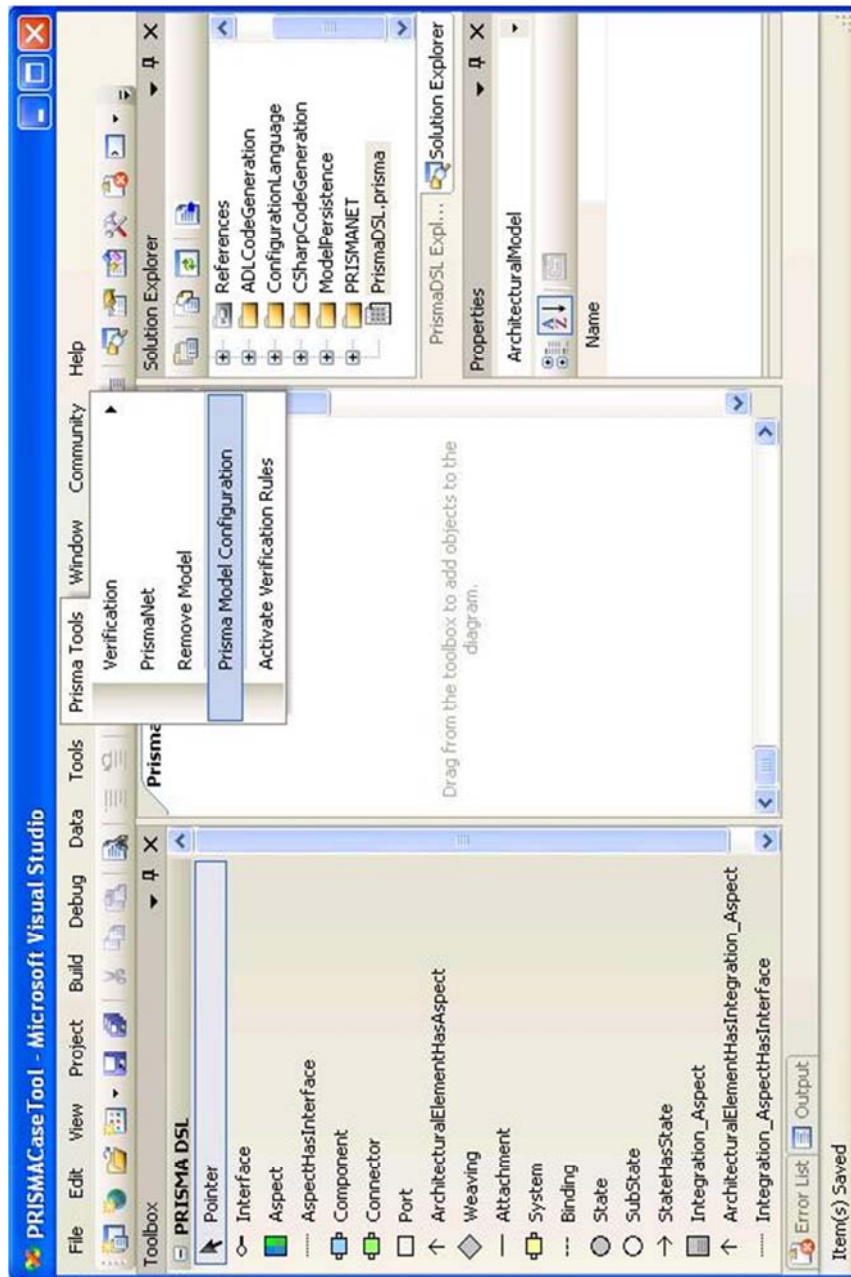 PRISMACaseTool - Microsoft Visual Studio
File Edit View Project Build Debug Data Tools Prisma Tools Window Community Help
Verification
PrismaNet
Remove Model
Prisma Model Configuration
Activate Verification Rules
Toolbox
PRISMA DSL
Pointer
Interface
Aspect
AspectHasInterface
Component
Connector
Port
ArchitecturalElementHasAspect
Weaving
Attachment
System
Binding
State
SubState
StateHasState
Integration_Aspect
ArchitecturalElementHasIntegration_Aspect
Integration_AspectHasInterface
Prisma
Drag from the toolbox to add objects to the
diagram.
Solution Explorer
References
ADLCodeGeneration
ConfigurationLanguage
CSharpCodeGeneration
ModelPersistence
PRISMANET
PrismaDSL.prisma
PrismaDSL Expl... Solution Explorer
Properties
ArchitecturalModel
Name
Error List Output
Item(s) Saved